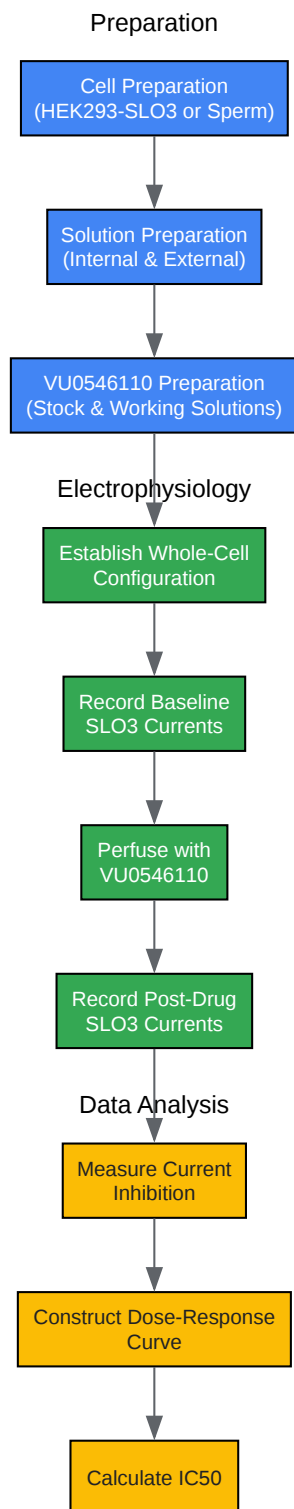 Preparation
Cell Preparation
(HEK293-SLO3 or Sperm)
Solution Preparation
(Internal & External)
VU0546110 Preparation
(Stock & Working Solutions)
Electrophysiology
Establish Whole-Cell
Configuration
Record Baseline
SLO3 Currents
Perfuse with
VU0546110
Record Post-Drug
SLO3 Currents
Data Analysis
Measure Current
Inhibition
Construct Dose-Response
Curve
Calculate IC50